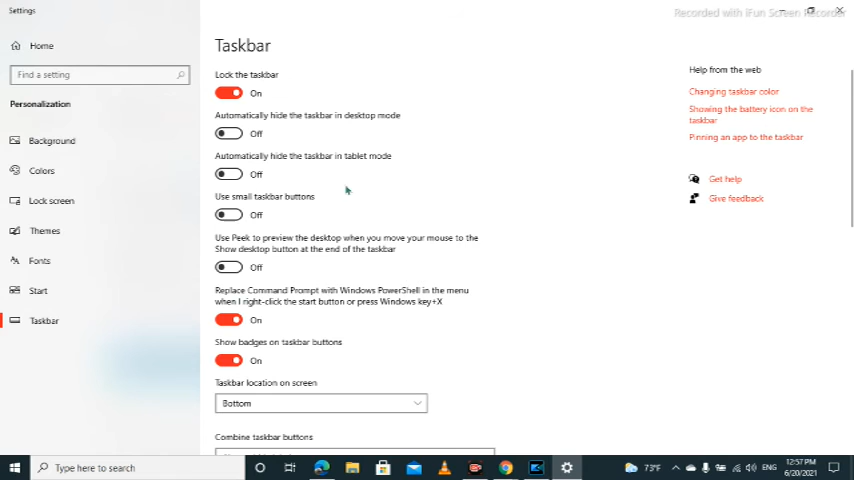 Settings
Recorded with iFun Screen Recorder
Home
Find a setting
Personalization
Background
Colors
Lock screen
Themes
Fonts
Start
Taskbar
Taskbar
Lock the taskbar
On
Automatically hide the taskbar in desktop mode
Off
Automatically hide the taskbar in tablet mode
Off
Use small taskbar buttons
Off
Use Peek to preview the desktop when you move your mouse to the
Show desktop button at the end of the taskbar
Off
Replace Command Prompt with Windows PowerShell in the menu
when I right-click the start button or press Windows key+X
On
Show badges on taskbar buttons
On
Taskbar location on screen
Bottom
Combine taskbar buttons
Help from the web
Changing taskbar color
Showing the battery icon on the
taskbar
Pinning an app to the taskbar
Get help
Give feedback
Type here to search
73°F
ENG
12:57 PM
6/20/2021